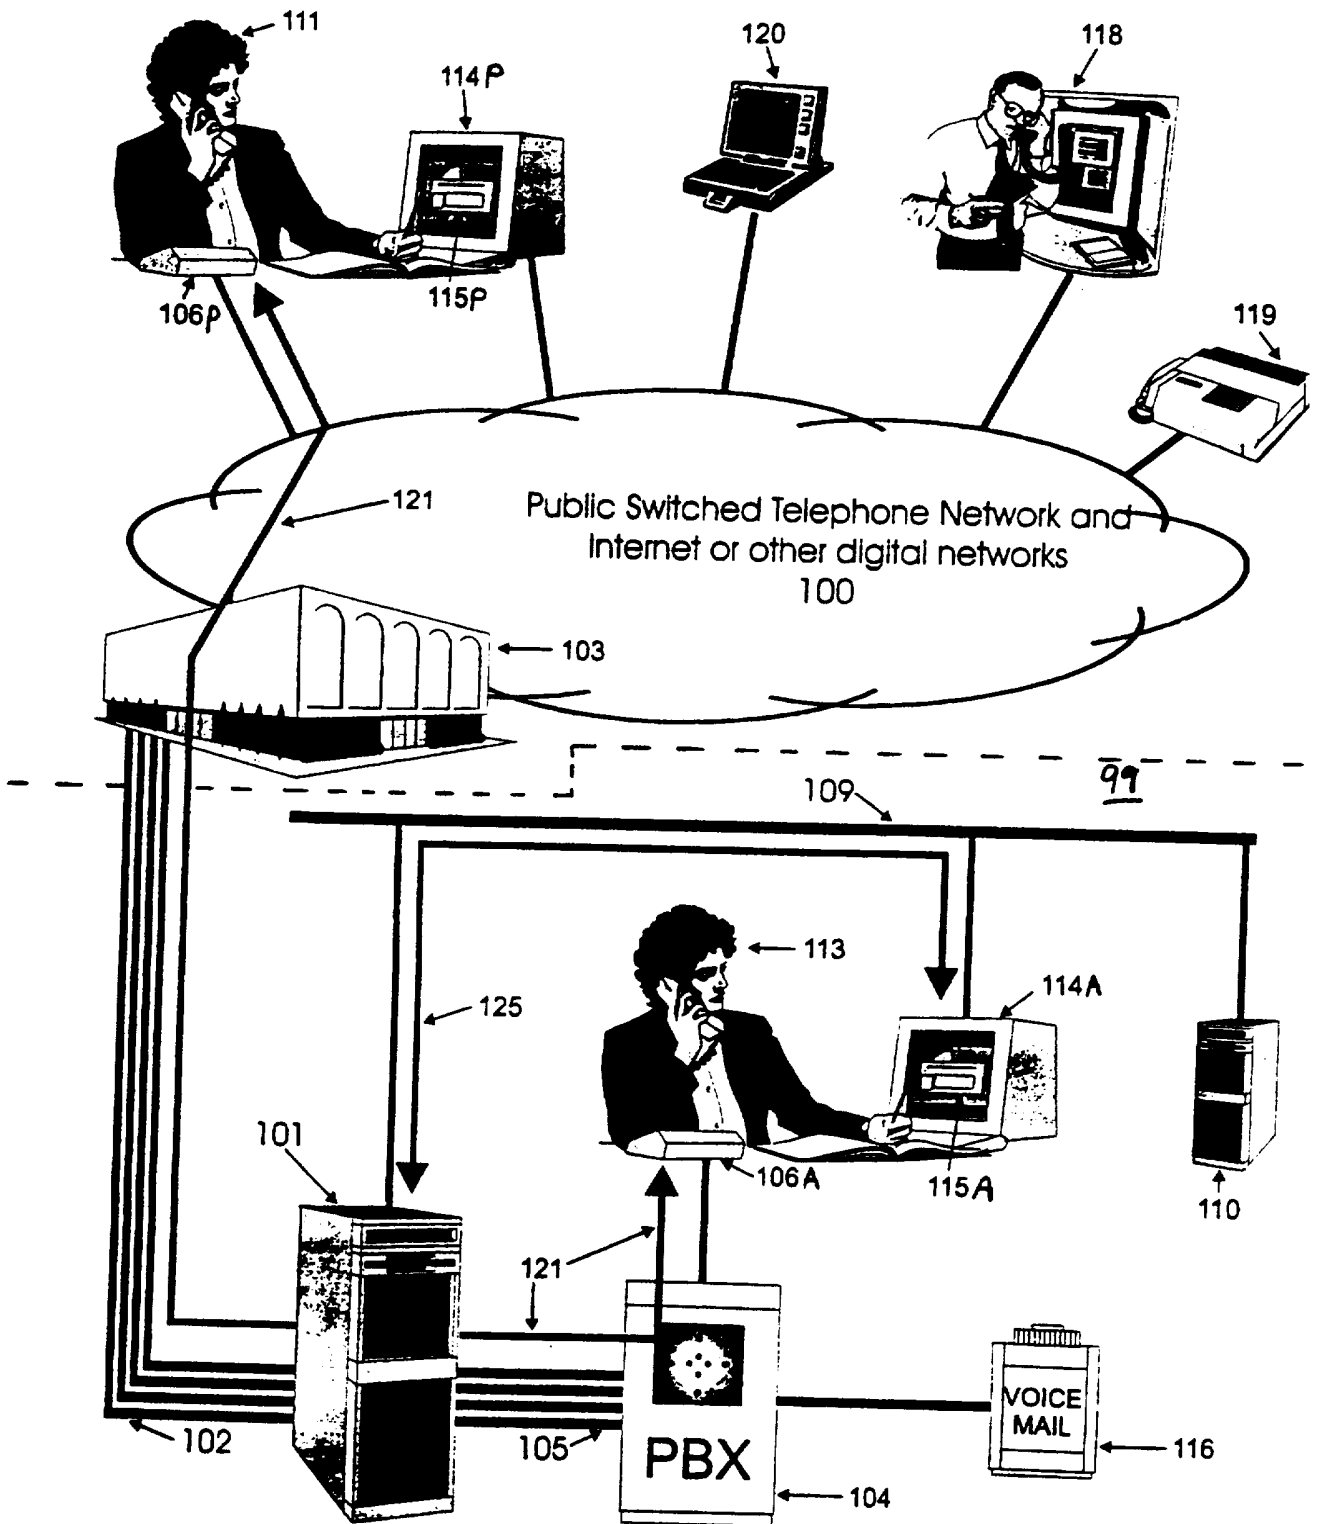 111
120
118
114P
115P
106P
119
121
Public Switched Telephone Network and
Internet or other digital networks
100
103
99
109
113
114A
125
101
106A
115A
110
121
VOICE
MAIL
102
105
PBX
116
104